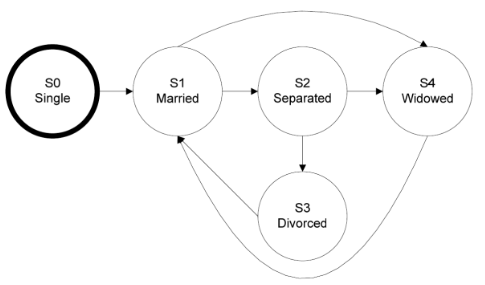 S0
Single
S1
Married
S2
Separated
S4
Widowed
S3
Divorced